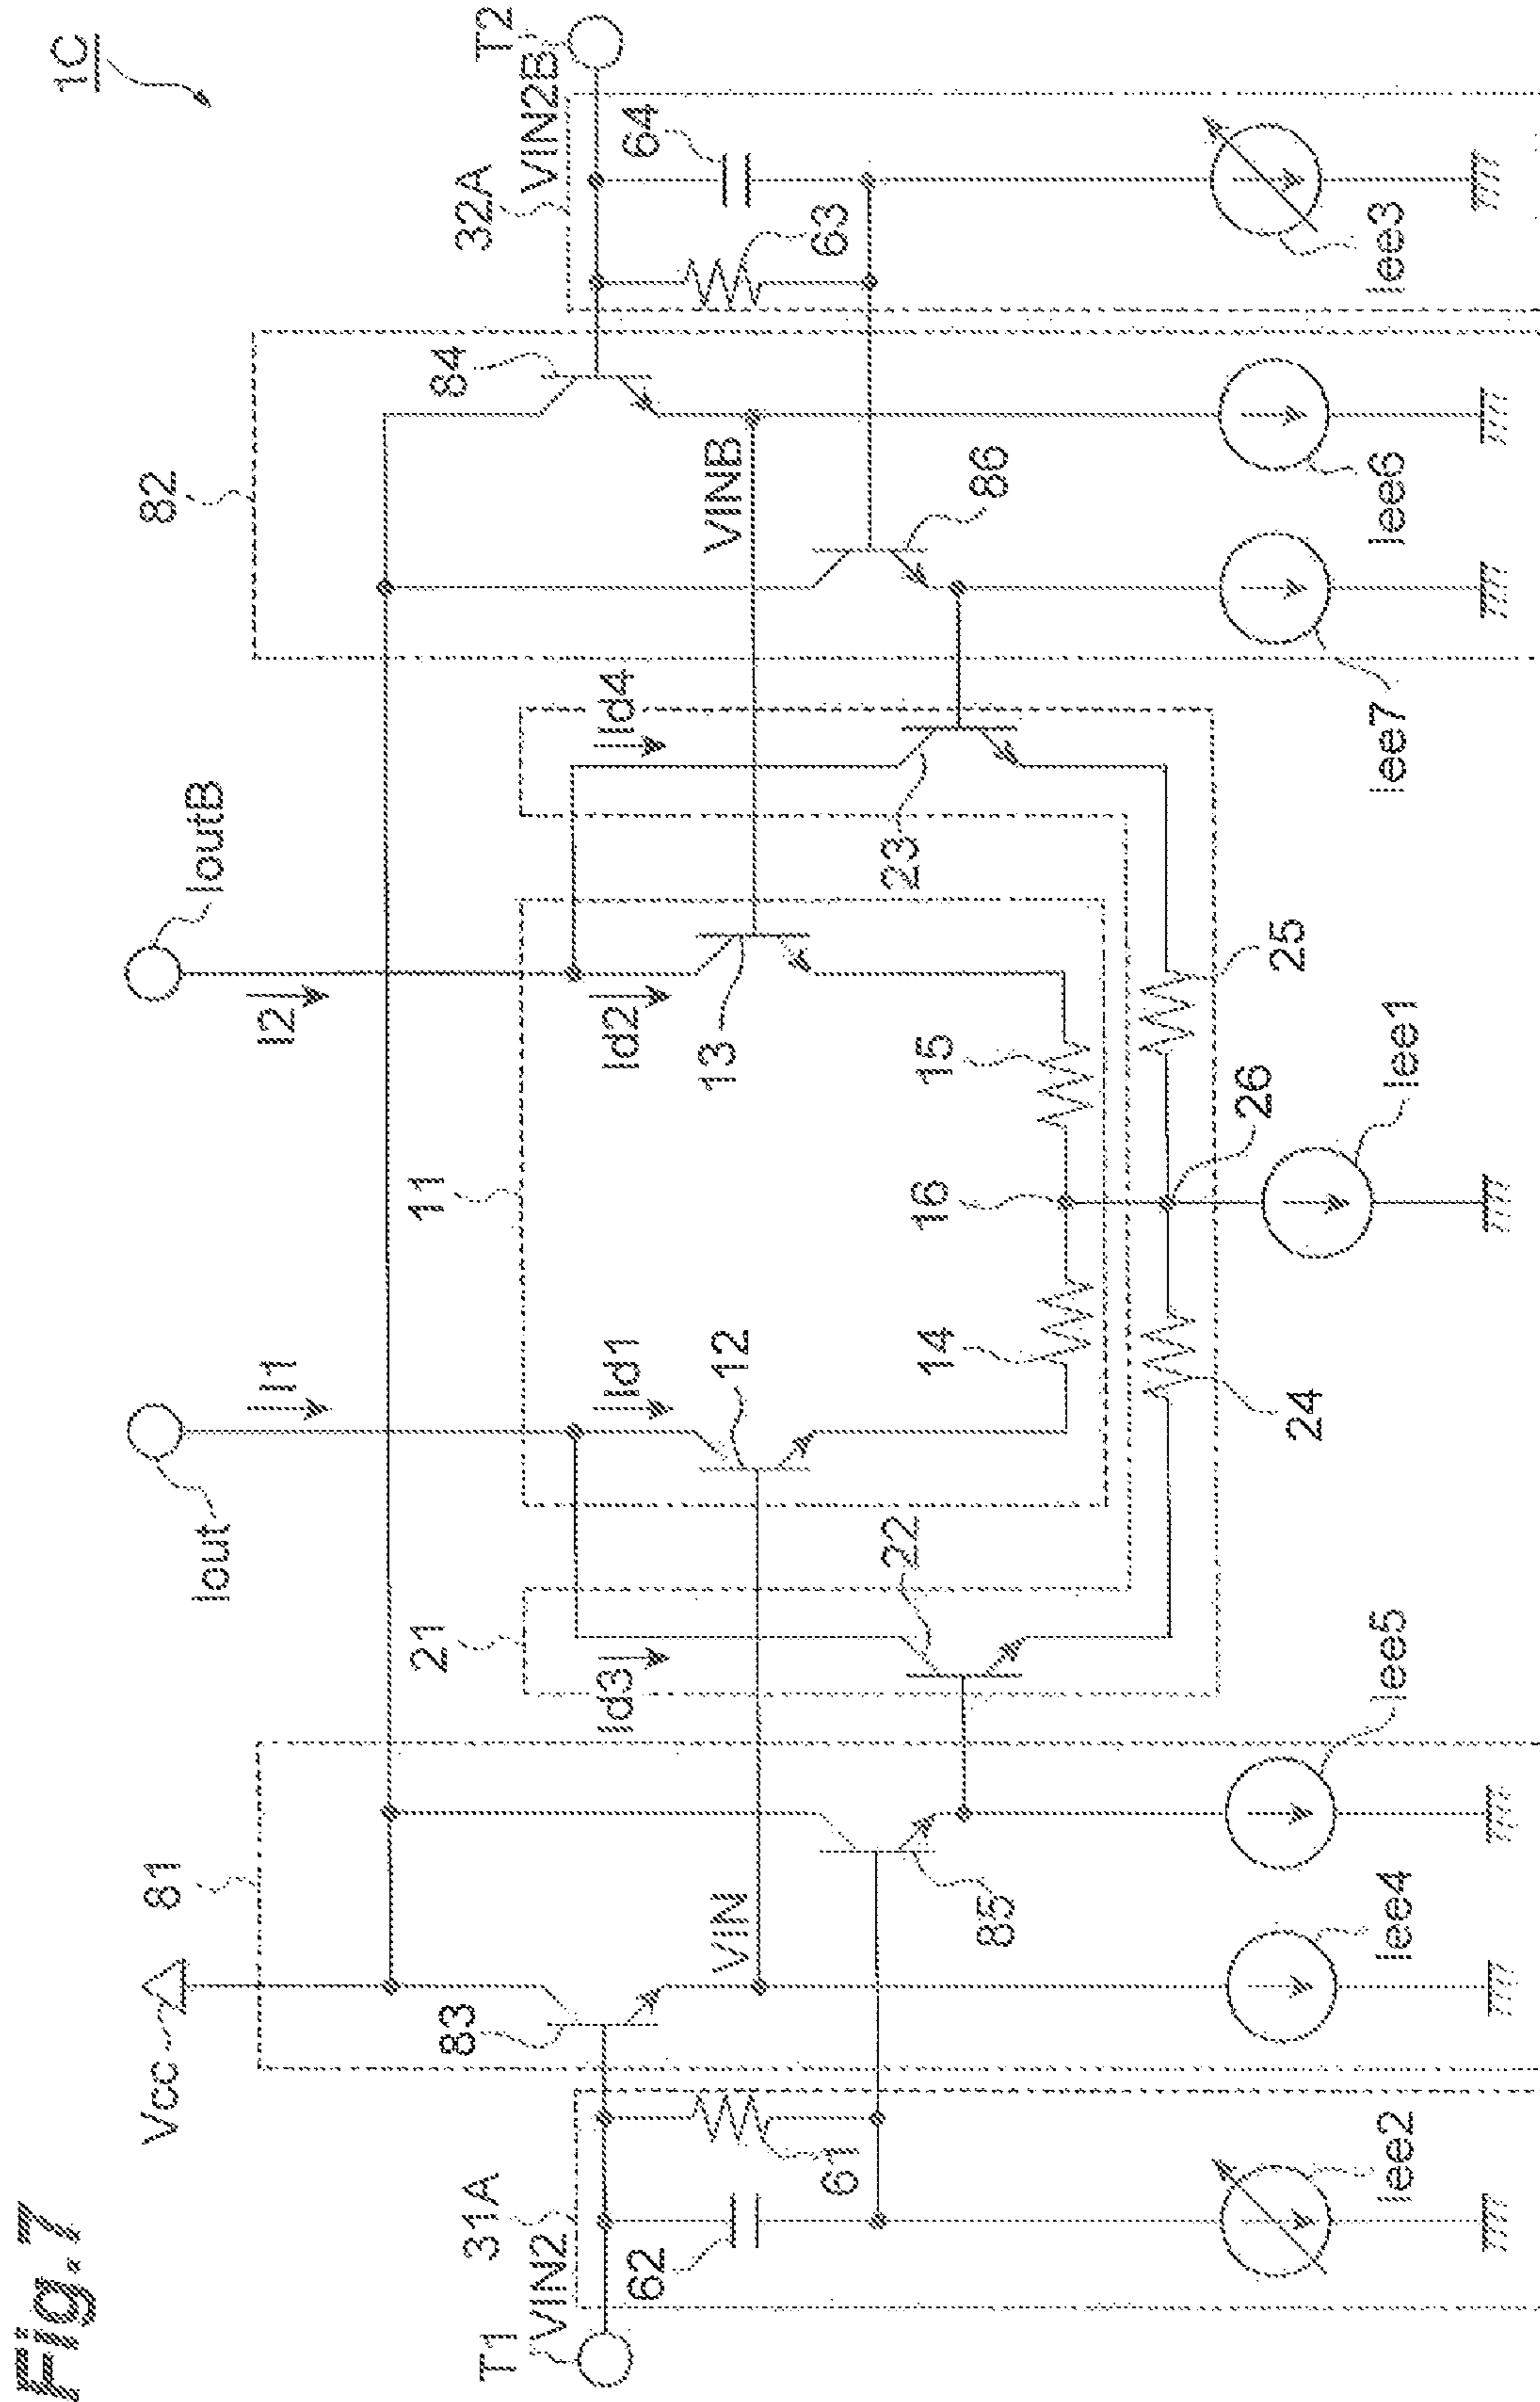 Fig.7
1C
Vcc
81
Iout
IoutB
82
I1
I2
31A
VIN2
T1
83
21
Id3
Id1
11
Id2
Id4
84
32A
VIN2B
T2
62
61
VIN
12
13
VINB
64
63
85
22
14
16
15
23
86
24
26
25
Iee2
Iee4
Iee5
Iee1
Iee7
Iee6
Iee3